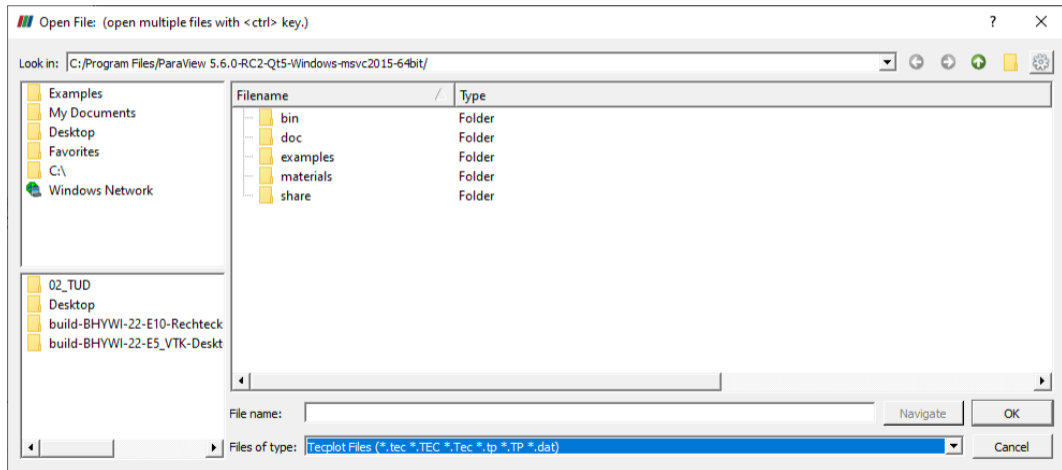 Open File: (open multiple files with <ctrl> key.)
? ×
Look in: C:/Program Files/ParaView 5.6.0-RC2-Qt5-Windows-msvc2015-64bit/
Examples
My Documents
Desktop
Favorites
C:\
Windows Network
Filename Type
bin Folder
doc Folder
examples Folder
materials Folder
share Folder
02_TUD
Desktop
build-BHYWI-22-E10-Rechteck
build-BHYWI-22-E5_VTK-Deskt
File name: Navigate OK
Files of type: Tecplot Files (*.tec *.TEC *.Tec *.tp *.TP *.dat) Cancel